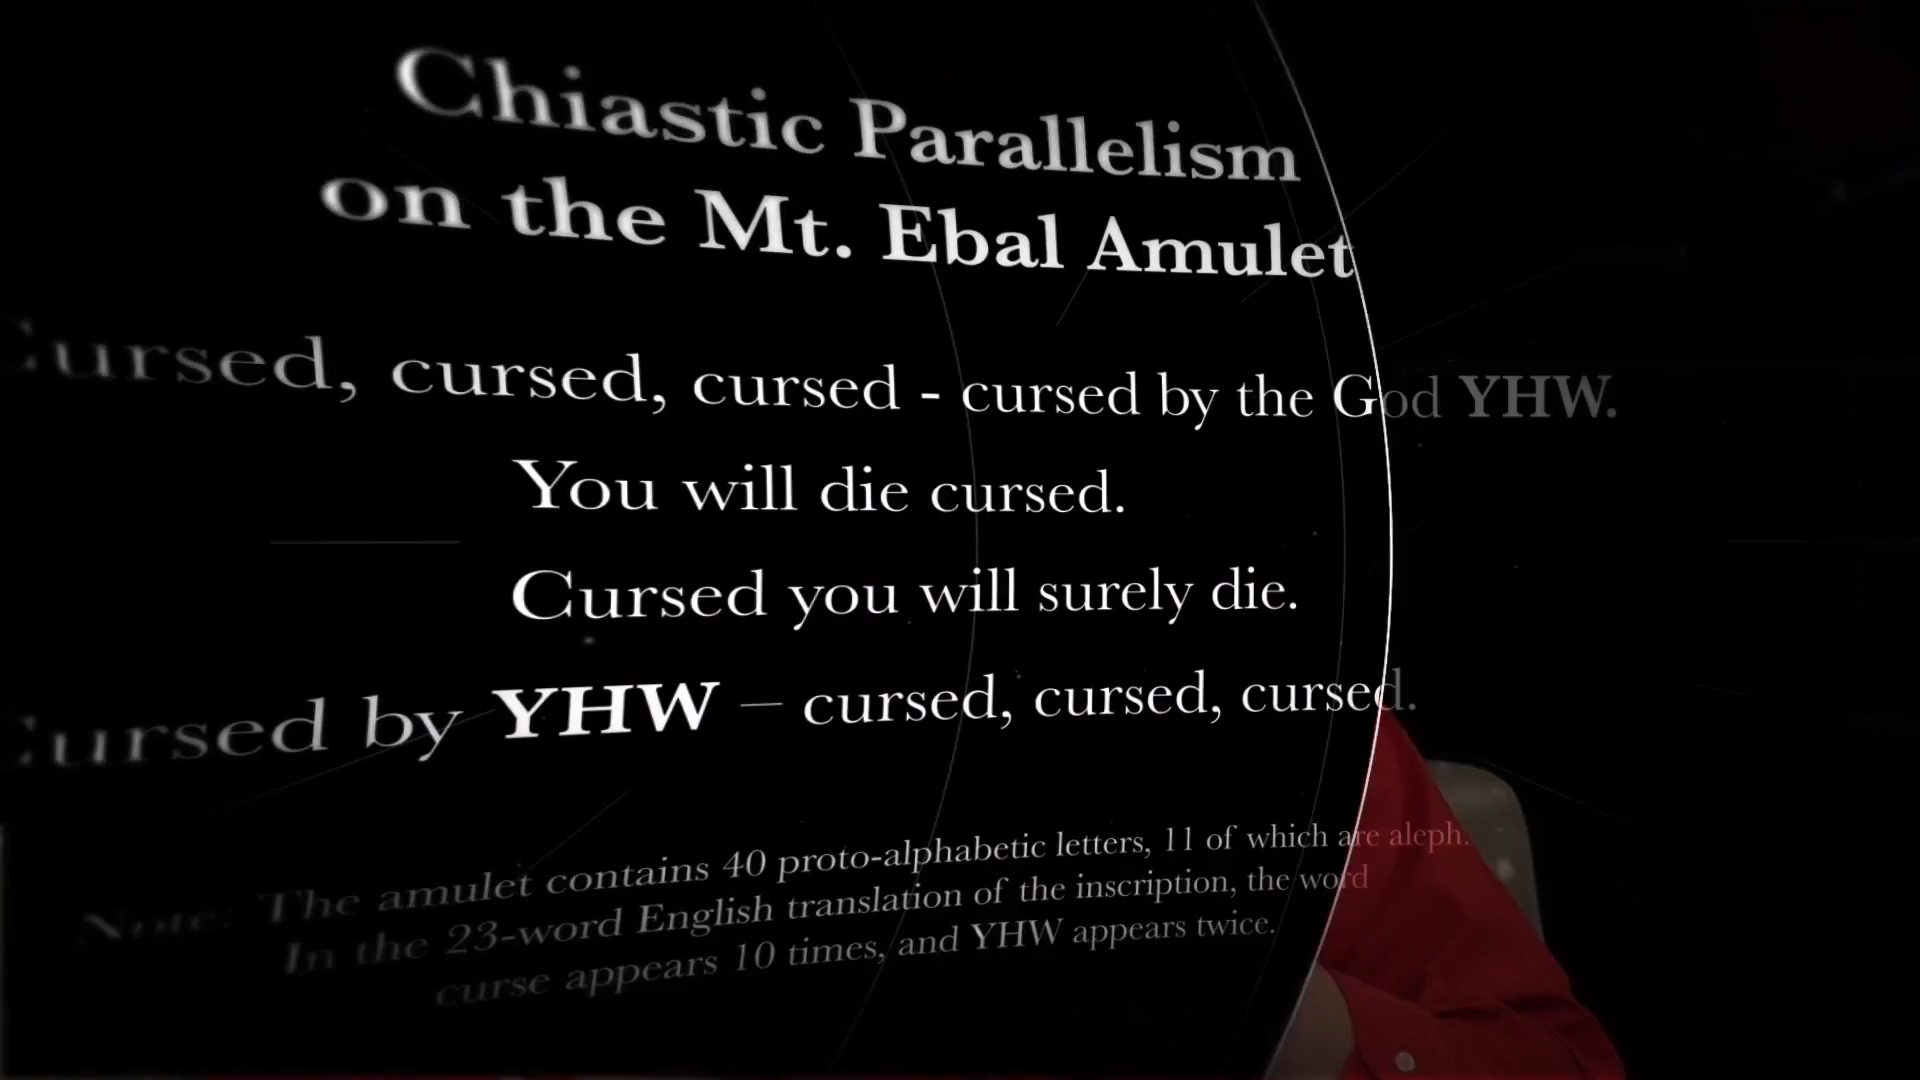 Chiastic Parallelism
on the Mt. Ebal Amulet
Cursed, cursed, cursed - cursed by the God YHW.
You will die cursed.
Cursed you will surely die.
Cursed by YHW – cursed, cursed, cursed.
Note: The amulet contains 40 proto-alphabetic letters, 11 of which are aleph.
In the 23-word English translation of the inscription, the word
curse appears 10 times, and YHW appears twice.